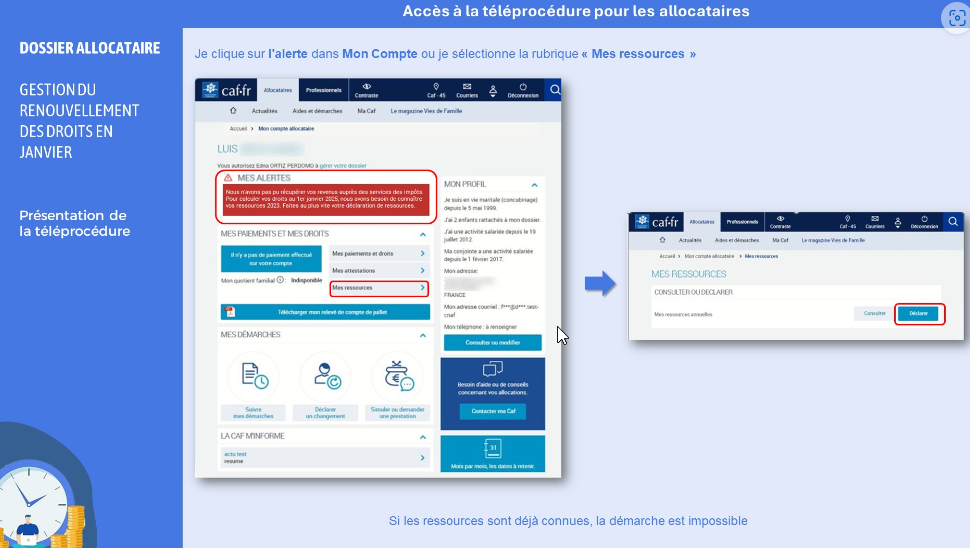 Accès à la téléprocédure pour les allocataires
DOSSIER ALLOCATAIRE
GESTION DU
RENOUVELLEMENT
DES DROITS EN
JANVIER
Présentation de
la téléprocédure
Je clique sur l'alerte dans Mon Compte ou je sélectionne la rubrique « Mes ressources »
caf.fr
Allocataires
Professionnels
Contraste
Caf - 45
Courriers
Déconnexion
Actualités
Aides et démarches
Ma Caf
Le magazine Vies de Famille
Accueil > Mon compte allocataire
LUIS
Vous autorisez Edna ORTIZ PERDOMO à gérer votre dossier
MES ALERTES
Nous n'avons pas pu récupérer vos revenus auprès des services des impôts.
Pour calculer vos droits au 1er janvier 2025, nous avons besoin de connaître
vos ressources 2023. Faites au plus vite votre déclaration de ressources.
MES PAIEMENTS ET MES DROITS
Il n'y a pas de paiement effectué
sur votre compte
Mon quotient familial
Indisponible
Mes paiements et droits
Mes attestations
Mes ressources
Télécharger mon relevé de compte de juillet
MES DÉMARCHES
Suivre
mes démarches
Déclarer
un changement
Simuler ou demander
une prestation
LA CAF M'INFORME
actu test
resume
MON PROFIL
Je suis en vie maritale (concubinage)
depuis le 5 mai 1999.
J'ai 2 enfants rattachés à mon dossier.
J'ai une activité salariée depuis le 19
juillet 2012.
Ma conjointe a une activité salariée
depuis le 1 février 2017.
Mon adresse:
FRANCE
Mon adresse courriel : f***@d***.test-
cnaf
Mon téléphone : à renseigner
Consulter ou modifier
Besoin d'aide ou de conseils
concernant vos allocations.
Contacter ma Caf
31
Mois par mois, les dates à retenir.
caf.fr
Allocataires
Professionnels
Contraste
Caf - 45
Courriers
Déconnexion
Actualités
Aides et démarches
Ma Caf
Le magazine Vies de Famille
Accueil > Mon compte allocataire > Mes ressources
MES RESSOURCES
CONSULTER OU DÉCLARER
Mes ressources annuelles
Consulter
Déclarer
Si les ressources sont déjà connues, la démarche est impossible